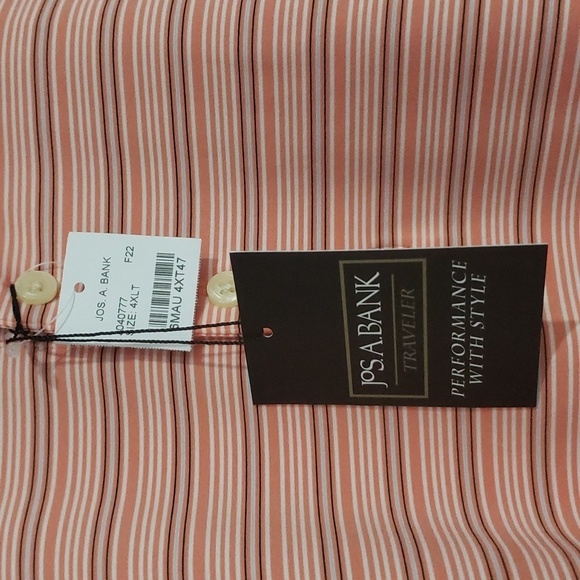 JOS. A. BANK F22
040777
SIZE: 4XLT
SMAU 4XT47
JOS.A.BANK
TRAVELER
PERFORMANCE
WITH STYLE